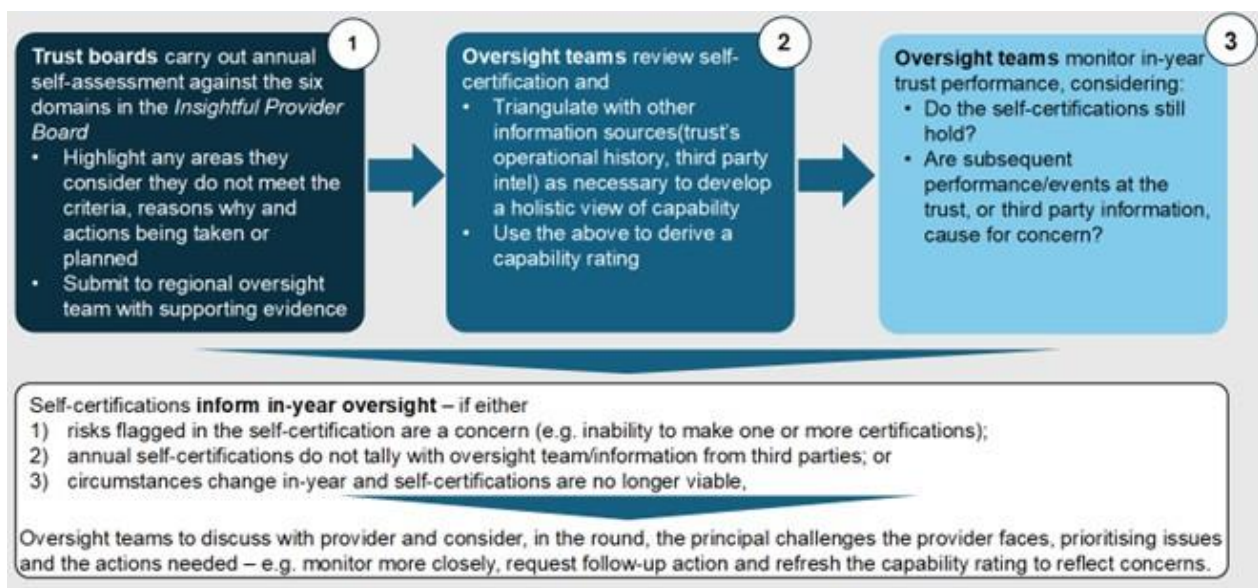 1
Trust boards carry out annual
self-assessment against the six
domains in the Insightful Provider
Board
• Highlight any areas they
consider they do not meet the
criteria, reasons why and
actions being taken or
planned
• Submit to regional oversight
team with supporting evidence
2
Oversight teams review self-
certification and
• Triangulate with other
information sources(trust's
operational history, third party
intel) as necessary to develop
a holistic view of capability
• Use the above to derive a
capability rating
3
Oversight teams monitor in-year
trust performance, considering:
• Do the self-certifications still
hold?
• Are subsequent
performance/events at the
trust, or third party information,
cause for concern?
Self-certifications inform in-year oversight – if either
1) risks flagged in the self-certification are a concern (e.g. inability to make one or more certifications);
2) annual self-certifications do not tally with oversight team/information from third parties; or
3) circumstances change in-year and self-certifications are no longer viable,
Oversight teams to discuss with provider and consider, in the round, the principal challenges the provider faces, prioritising issues
and the actions needed – e.g. monitor more closely, request follow-up action and refresh the capability rating to reflect concerns.